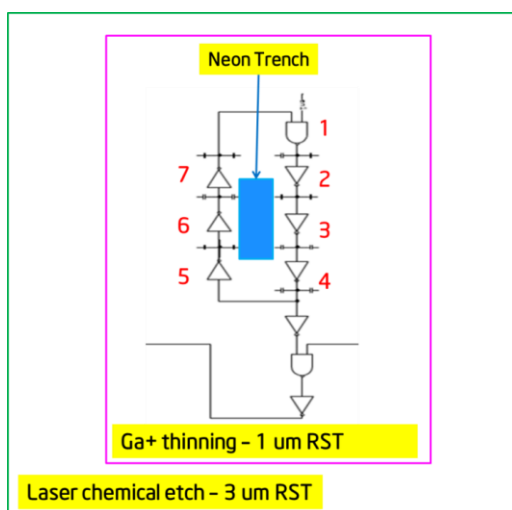 Neon Trench
1
7
2
6
3
5
4
Ga+ thinning – 1 um RST
Laser chemical etch – 3 um RST